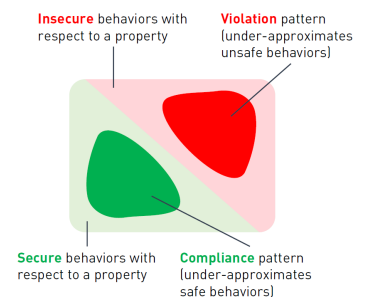 Insecure behaviors with
respect to a property
Violation pattern
(under-approximates
unsafe behaviors)
Secure behaviors with
respect to a property
Compliance pattern
(under-approximates
safe behaviors)